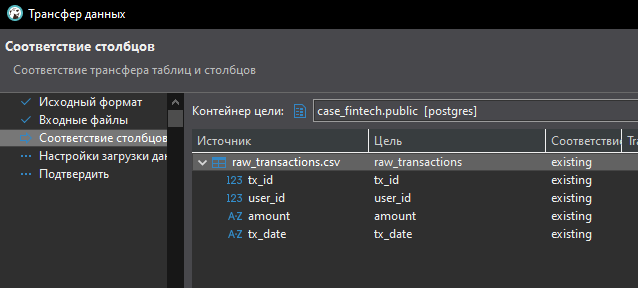 Трансфер данных
Соответствие столбцов
Соответствие трансфера таблиц и столбцов
Исходный формат
Входные файлы
Соответствие столбцов
Настройки загрузки дан
Подтвердить
Контейнер цели: case_fintech.public [postgres]
Источник Цель Соответствие Tra
raw_transactions.csv raw_transactions existing
123 tx_id tx_id existing
123 user_id user_id existing
A-Z amount amount existing
A-Z tx_date tx_date existing